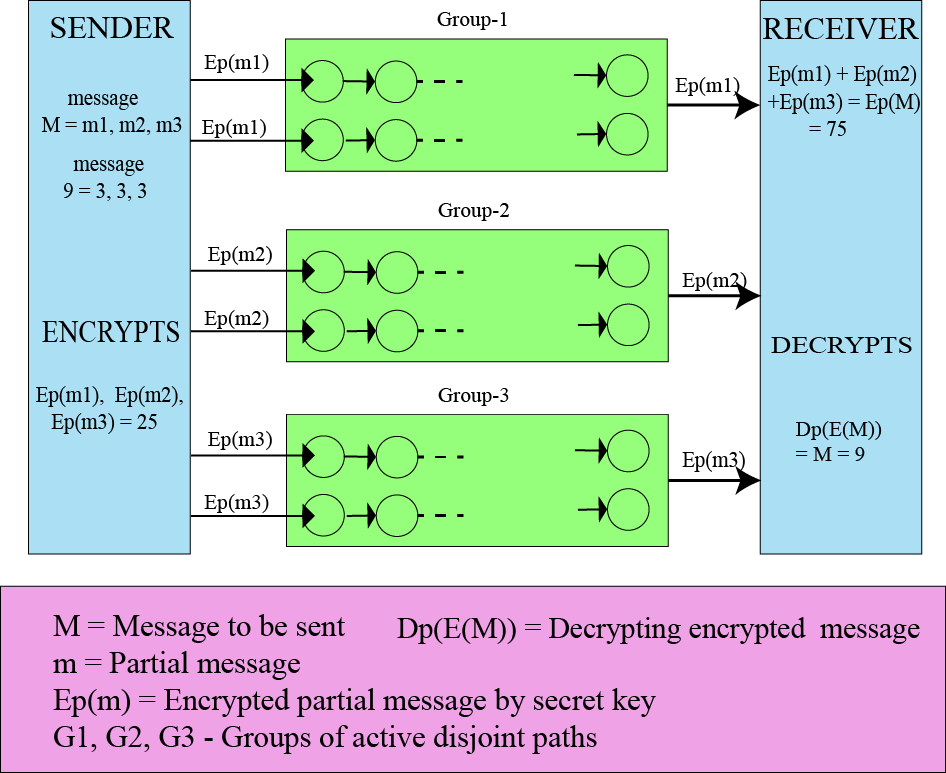 SENDER
message
M = m1, m2, m3
message
9 = 3, 3, 3
ENCRYPTS
Ep(m1), Ep(m2),
Ep(m3) = 25
Group-1
Ep(m1)
Ep(m1)
Ep(m1)
Group-2
Ep(m2)
Ep(m2)
Ep(m2)
Group-3
Ep(m3)
Ep(m3)
Ep(m3)
RECEIVER
Ep(m1) + Ep(m2)
+Ep(m3) = Ep(M)
= 75
DECRYPTS
Dp(E(M))
= M = 9
M = Message to be sent
Dp(E(M)) = Decrypting encrypted message
m = Partial message
Ep(m) = Encrypted partial message by secret key
G1, G2, G3 - Groups of active disjoint paths